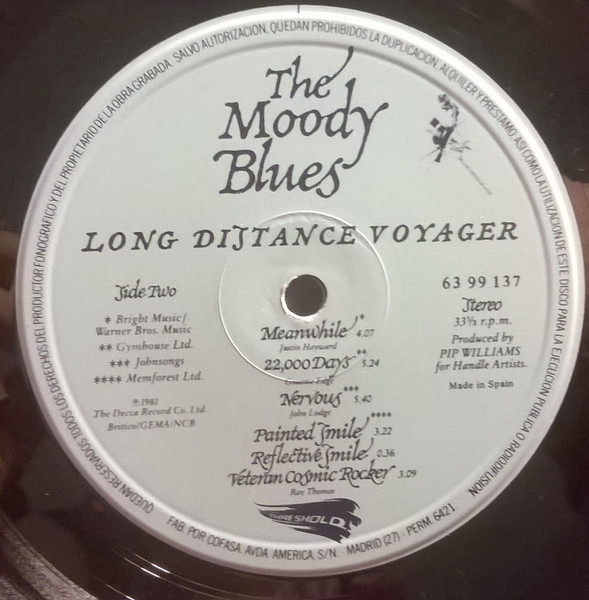 QUEDAN RESERVADOS TODOS LOS DERECHOS DEL PRODUCTOR FONOGRAFICO Y DEL PROPIETARIO DE LA OBRA GRABADA. SALVO AUTORIZACION, QUEDAN PROHIBIDOS LA DUPLICACION, ALQUILER Y PRESTAMO, ASI COMO LA UTILIZACION DE ESTE DISCO PARA LA EJECUCION PUBLICA O RADIODIFUSION
The
Moody
Blues
LONG DISTANCE VOYAGER
Side Two
* Bright Music/
Warner Bros. Music
** Gymhouse Ltd.
*** Johnsongs
**** Memforest Ltd.
℗ 1981
The Decca Record Co. Ltd.
Britico/GEMA/NCB
Meanwhile* 4.07
Justin Hayward
22,000 Days** 5.24
Graeme Edge
Nervous*** 5.40
John Lodge
Painted Smile**** 3.22
Reflective Smile 0.36
Veteran Cosmic Rocker 3.09
Ray Thomas
63 99 137
Stereo
33⅓ r.p.m.
Produced by
PIP WILLIAMS
for Handle Artists.
Made in Spain
THRESHOLD
FAB. POR COFASA. AVDA. AMERICA, S/N. - MADRID (27) - PERM. 6421